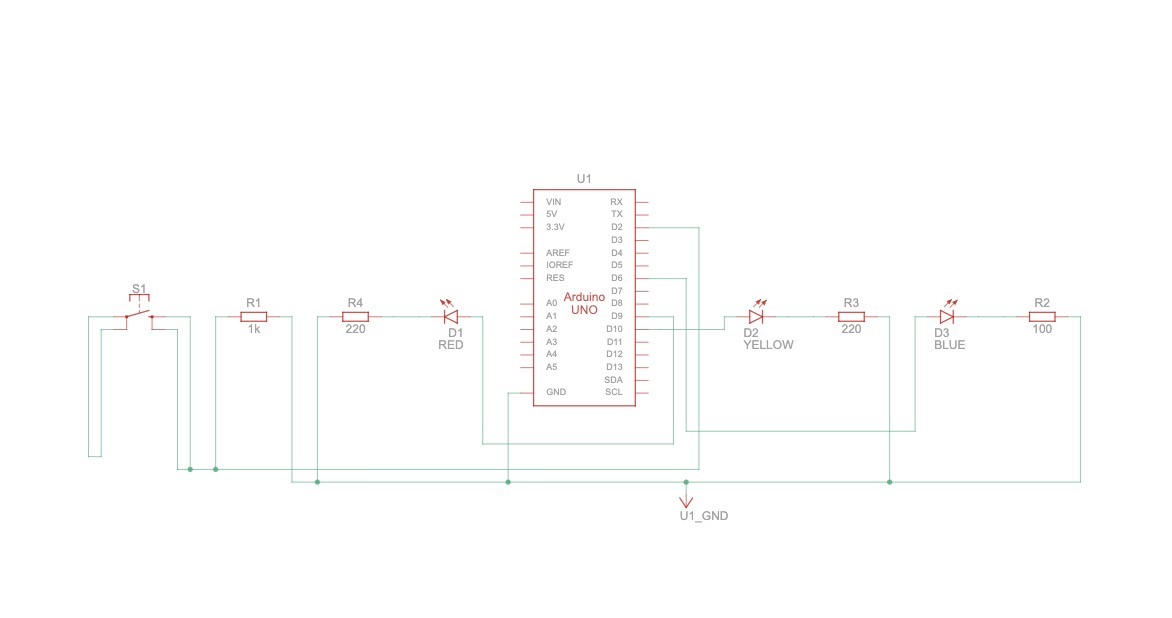 U1
VIN RX
5V TX
3.3V D2
D3
AREF D4
IOREF D5
RES D6
D7
Arduino
UNO
A0 D8
A1 D9
A2 D10
A3 D11
A4 D12
A5 D13
SDA
GND SCL
S1
R1
1k
R4
220
D1
RED
D2
YELLOW
R3
220
D3
BLUE
R2
100
U1_GND